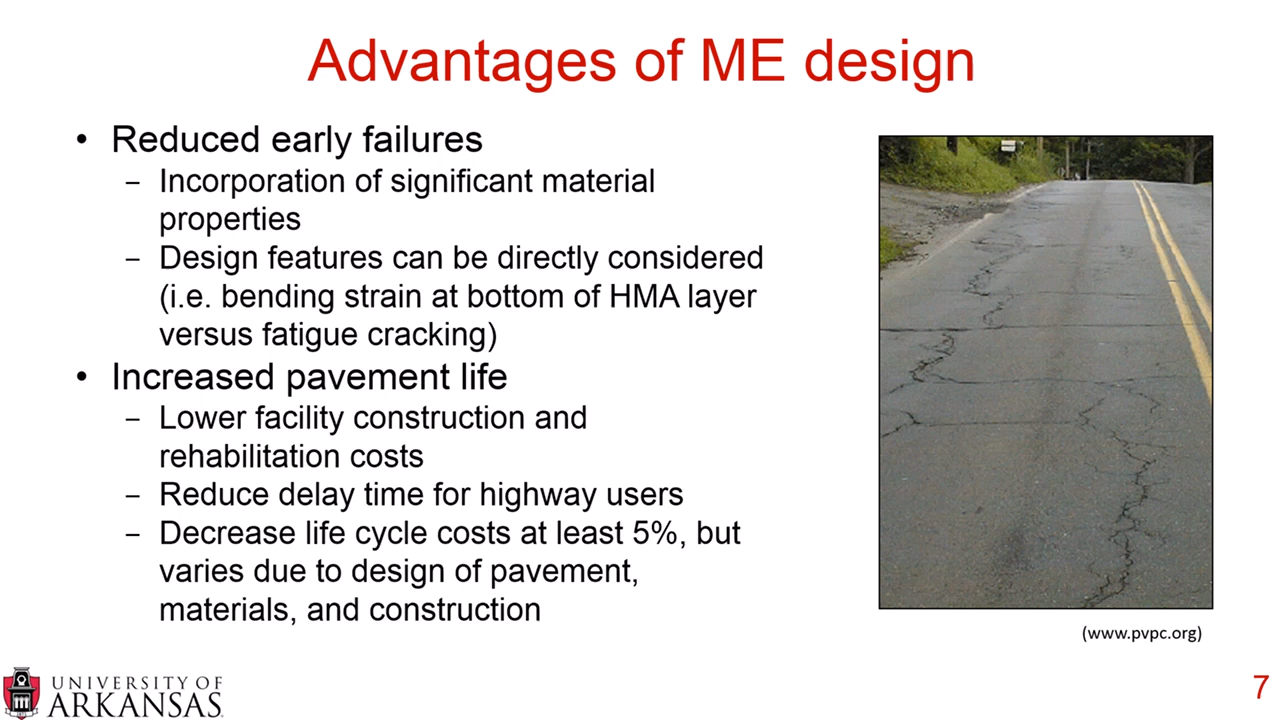 Advantages of ME design
• Reduced early failures
– Incorporation of significant material
properties
– Design features can be directly considered
(i.e. bending strain at bottom of HMA layer
versus fatigue cracking)
• Increased pavement life
– Lower facility construction and
rehabilitation costs
– Reduce delay time for highway users
– Decrease life cycle costs at least 5%, but
varies due to design of pavement,
materials, and construction
(www.pvpc.org)
UNIVERSITY OF
ARKANSAS
7